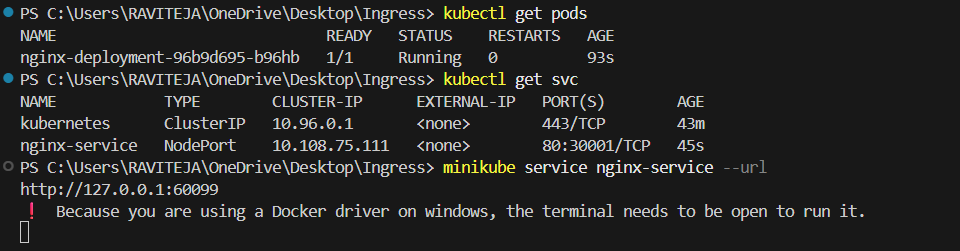 PS C:\Users\RAVITEJA\OneDrive\Desktop\Ingress> kubectl get pods
NAME                               READY   STATUS    RESTARTS   AGE
nginx-deployment-96b9d695-b96hb   1/1     Running   0          93s
PS C:\Users\RAVITEJA\OneDrive\Desktop\Ingress> kubectl get svc
NAME            TYPE        CLUSTER-IP      EXTERNAL-IP   PORT(S)        AGE
kubernetes      ClusterIP   10.96.0.1       <none>        443/TCP        43m
nginx-service   NodePort    10.108.75.111   <none>        80:30001/TCP   45s
PS C:\Users\RAVITEJA\OneDrive\Desktop\Ingress> minikube service nginx-service --url
http://127.0.0.1:60099
❗  Because you are using a Docker driver on windows, the terminal needs to be open to run it.